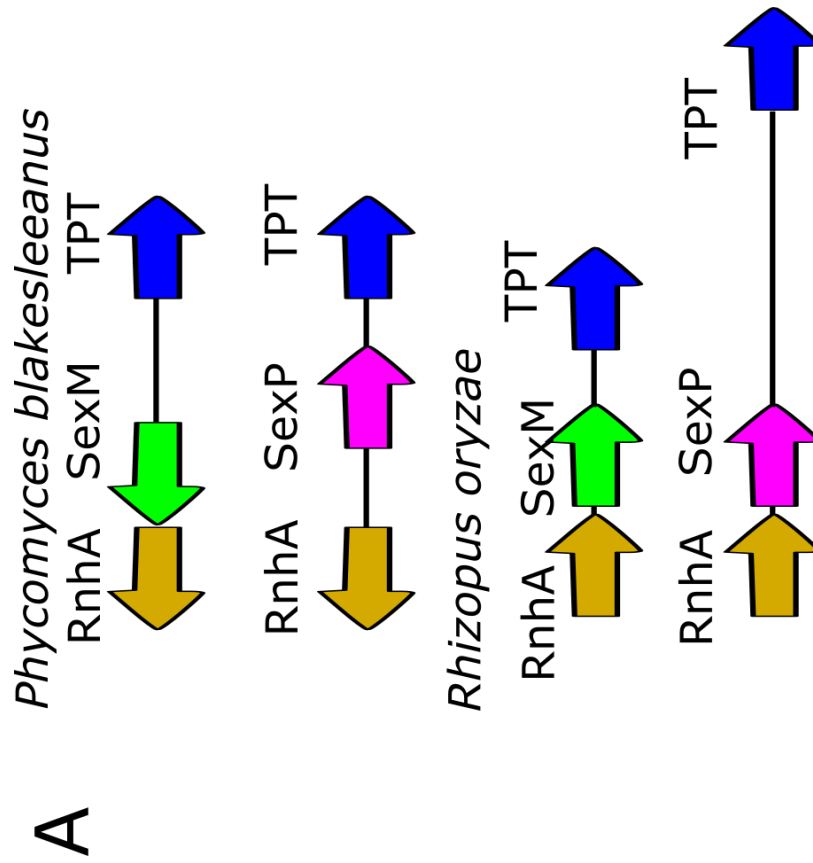 A
Phycomyces blakesleeanus
RnhA SexM TPT
RnhA SexP TPT
Rhizopus oryzae
RnhA SexM TPT
RnhA SexP TPT